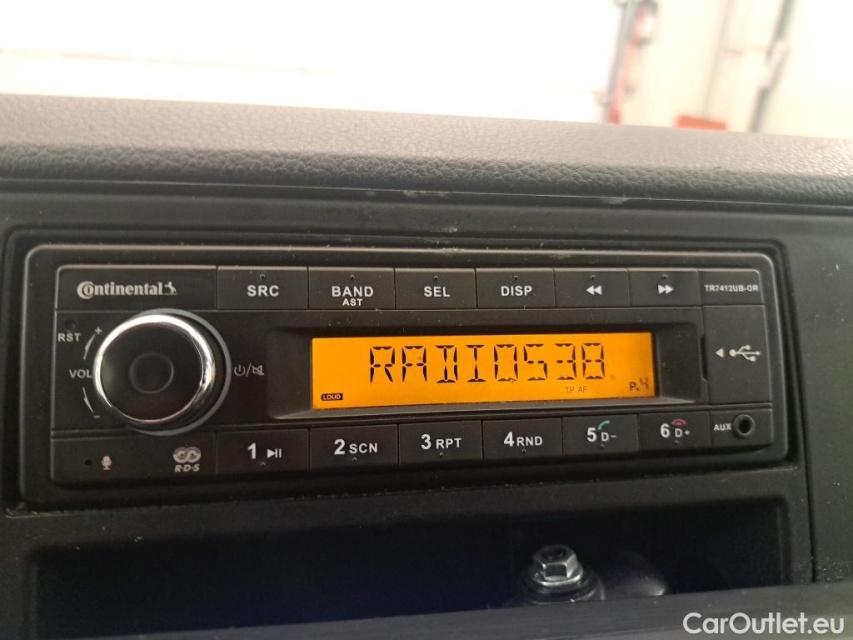 Continental
SRC
BAND
AST
SEL
DISP
TR7412UB-OR
RST
VOL
RADIO538
LOUD
TP AF
P.4
R·D·S
1
2 SCN
3 RPT
4 RND
5 D-
6 D+
AUX
CarOutlet.eu